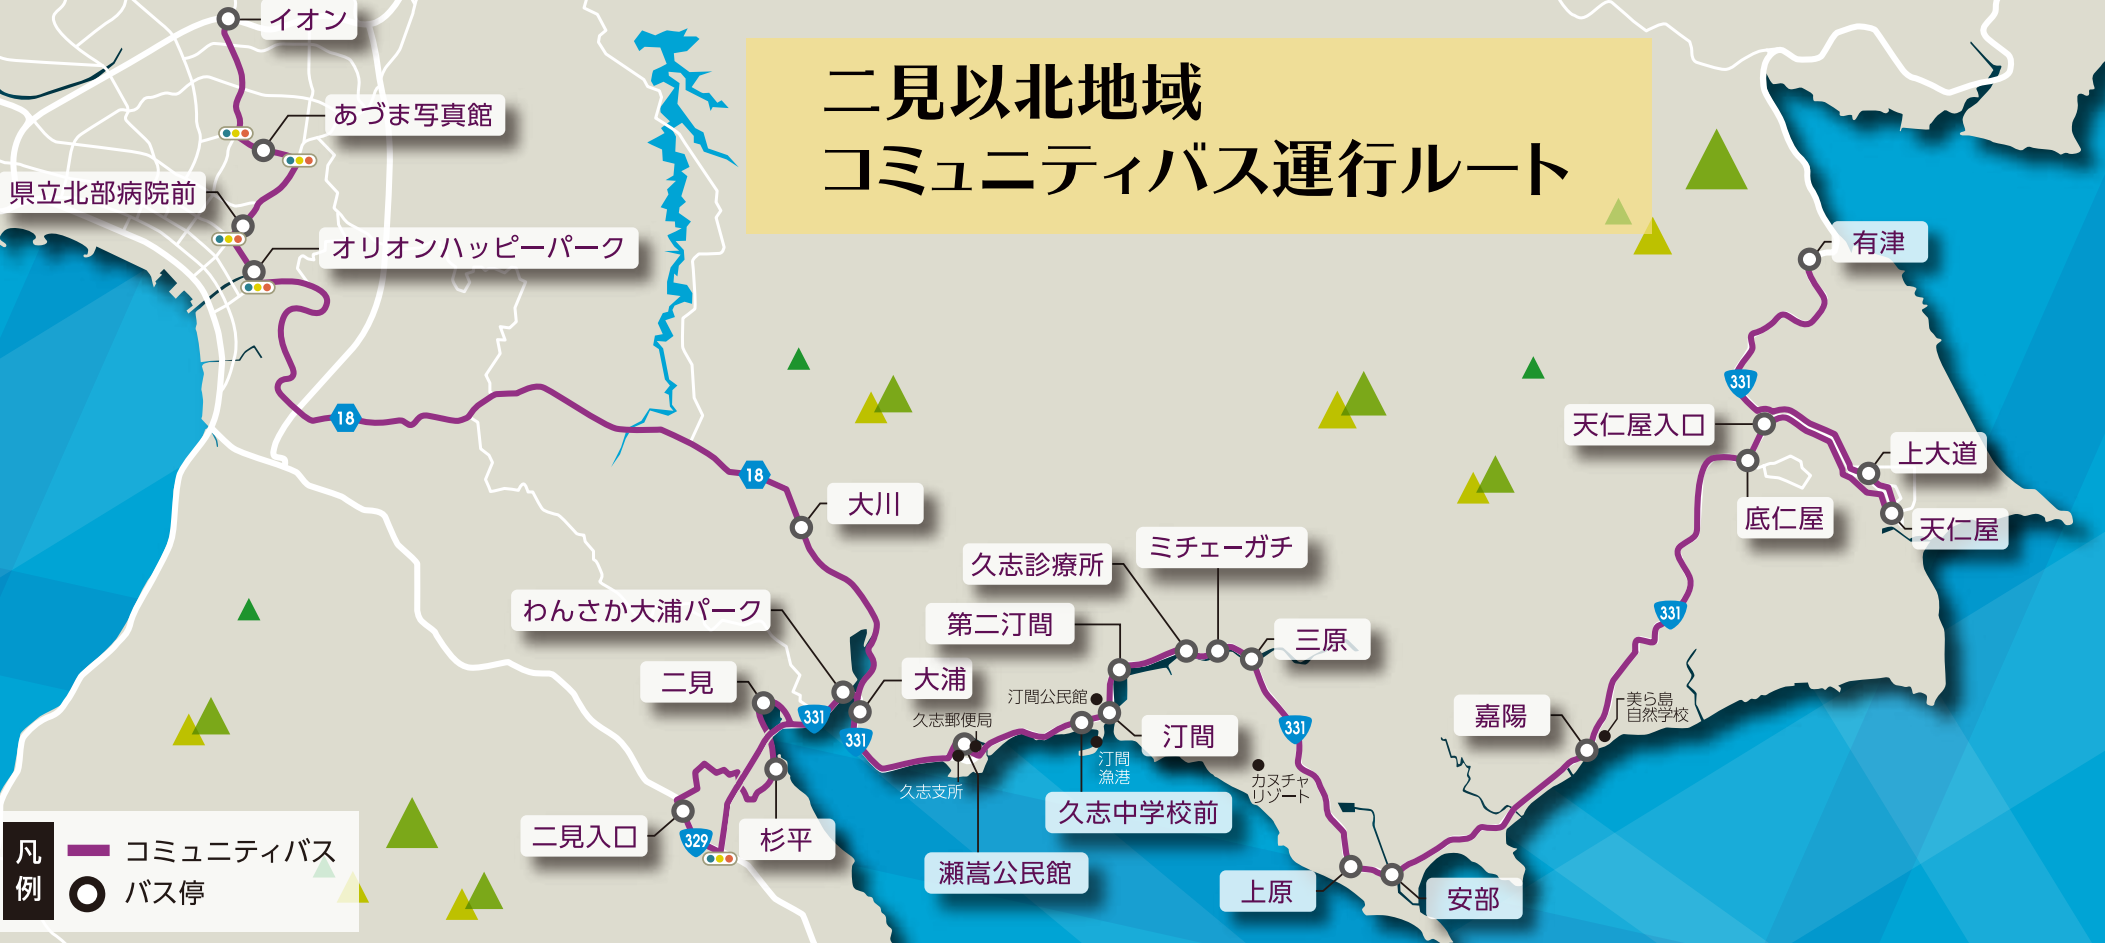 二見以北地域
コミュニティバス運行ルート
イオン
あづま写真館
県立北部病院前
オリオンハッピーパーク
18
18
大川
わんさか大浦パーク
大浦
二見
331
331
二見入口
329
杉平
久志郵便局
久志支所
瀬嵩公民館
汀間公民館
久志中学校前
汀間
漁港
汀間
第二汀間
久志診療所
ミチェーガチ
三原
331
カヌチャ
リゾート
上原
安部
嘉陽
美ら島
自然学校
331
底仁屋
天仁屋入口
上大道
天仁屋
331
有津
凡例
コミュニティバス
バス停